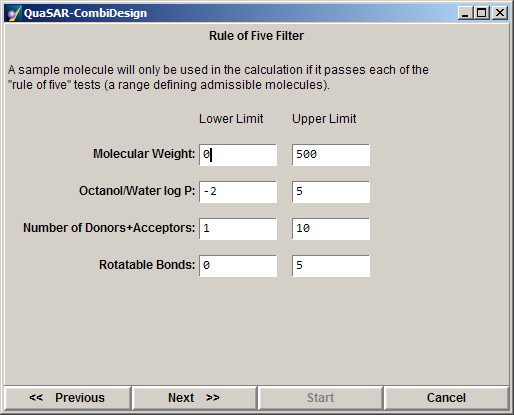 QuaSAR-CombiDesign
Rule of Five Filter
A sample molecule will only be used in the calculation if it passes each of the
"rule of five" tests (a range defining admissible molecules).
Lower Limit Upper Limit
Molecular Weight: 0 500
Octanol/Water log P: -2 5
Number of Donors+Acceptors: 1 10
Rotatable Bonds: 0 5
<< Previous Next >> Start Cancel